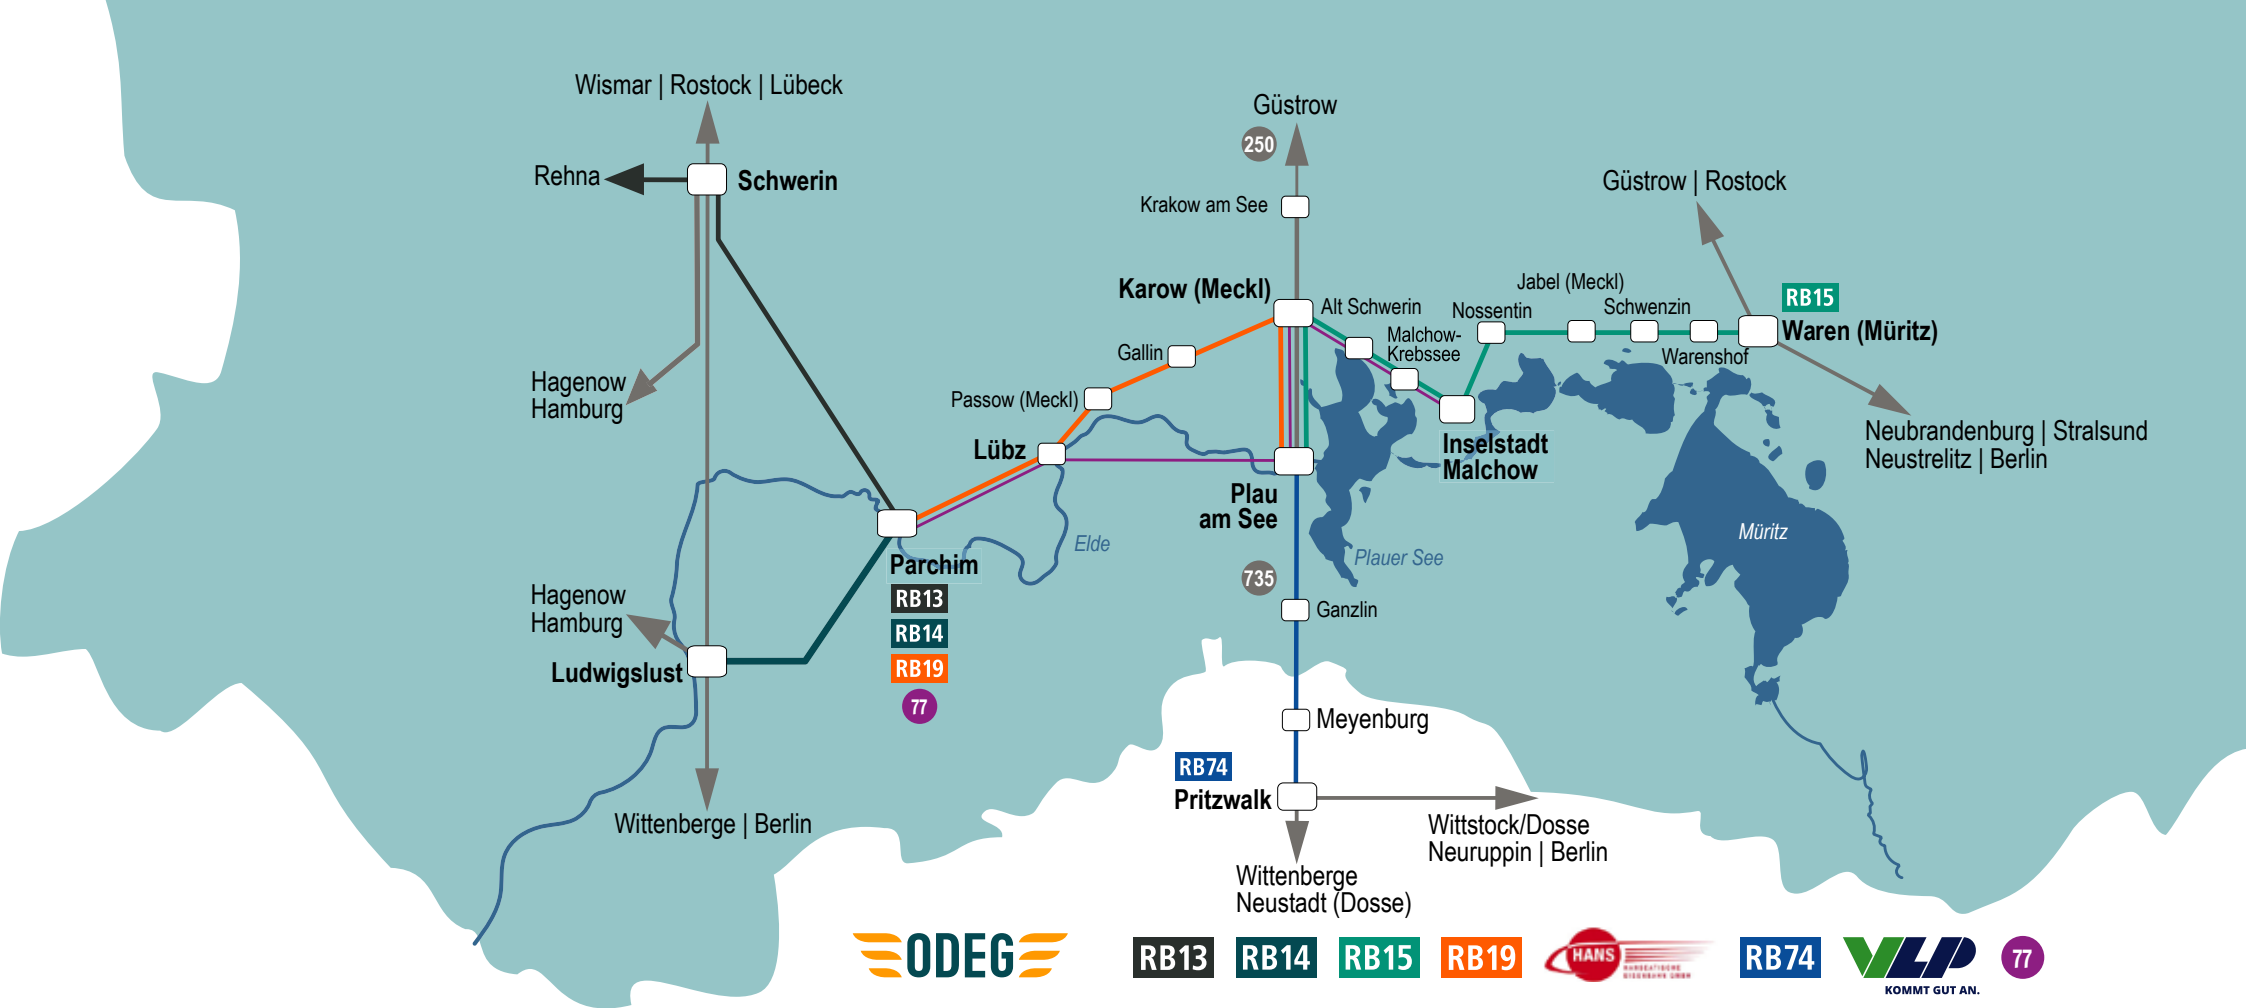 Wismar | Rostock | Lübeck
Rehna
Schwerin
Güstrow
250
Krakow am See
Güstrow | Rostock
Karow (Meckl)
Alt Schwerin
Malchow-
Krebssee
Nossentin
Jabel (Meckl)
Schwenzin
Warenshof
RB15
Waren (Müritz)
Gallin
Passow (Meckl)
Hagenow
Hamburg
Lübz
Inselstadt
Malchow
Neubrandenburg | Stralsund
Neustrelitz | Berlin
Plau
am See
Elde
Plauer See
Müritz
Parchim
RB13
RB14
RB19
77
735
Ganzlin
Hagenow
Hamburg
Ludwigslust
Meyenburg
RB74
Pritzwalk
Wittenberge | Berlin
Wittstock/Dosse
Neuruppin | Berlin
Wittenberge
Neustadt (Dosse)
ODEG
RB13
RB14
RB15
RB19
HANS
HANSEATISCHE
EISENBAHN GMBH
RB74
VLP
KOMMT GUT AN.
77